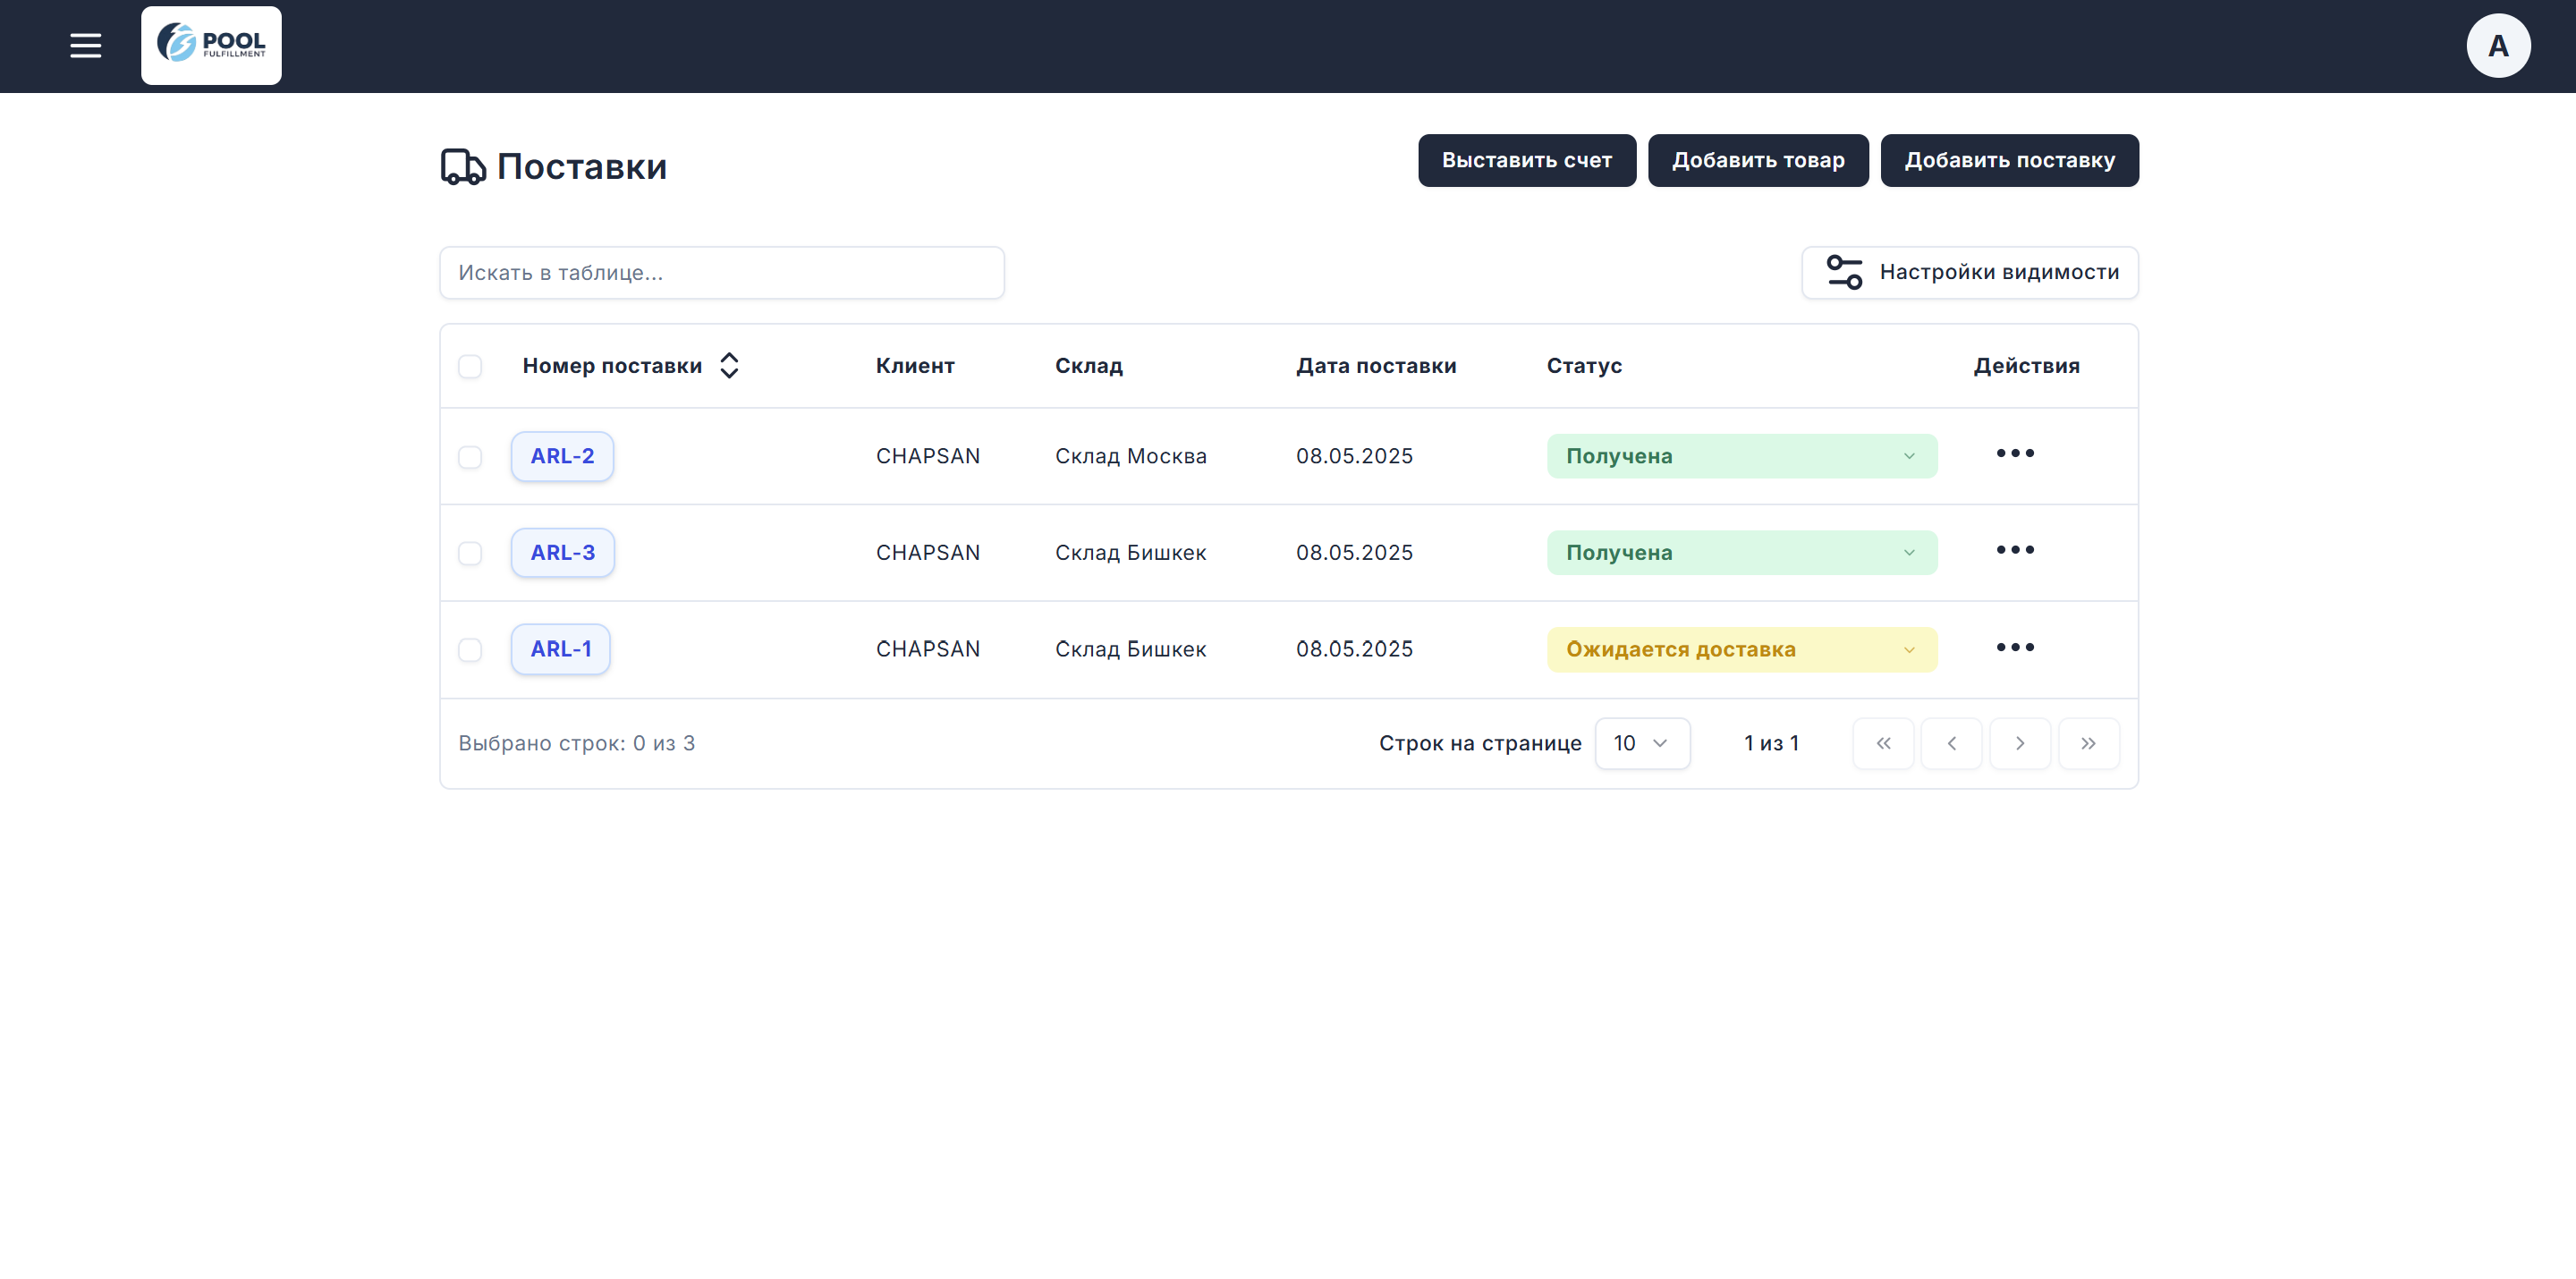 POOL
FULFILLMENT
A
Поставки
Выставить счет
Добавить товар
Добавить поставку
Искать в таблице...
Настройки видимости
Номер поставки Клиент Склад Дата поставки Статус Действия
ARL-2 CHAPSAN Склад Москва 08.05.2025 Получена
ARL-3 CHAPSAN Склад Бишкек 08.05.2025 Получена
ARL-1 CHAPSAN Склад Бишкек 08.05.2025 Ожидается доставка
Выбрано строк: 0 из 3 Строк на странице 10 1 из 1